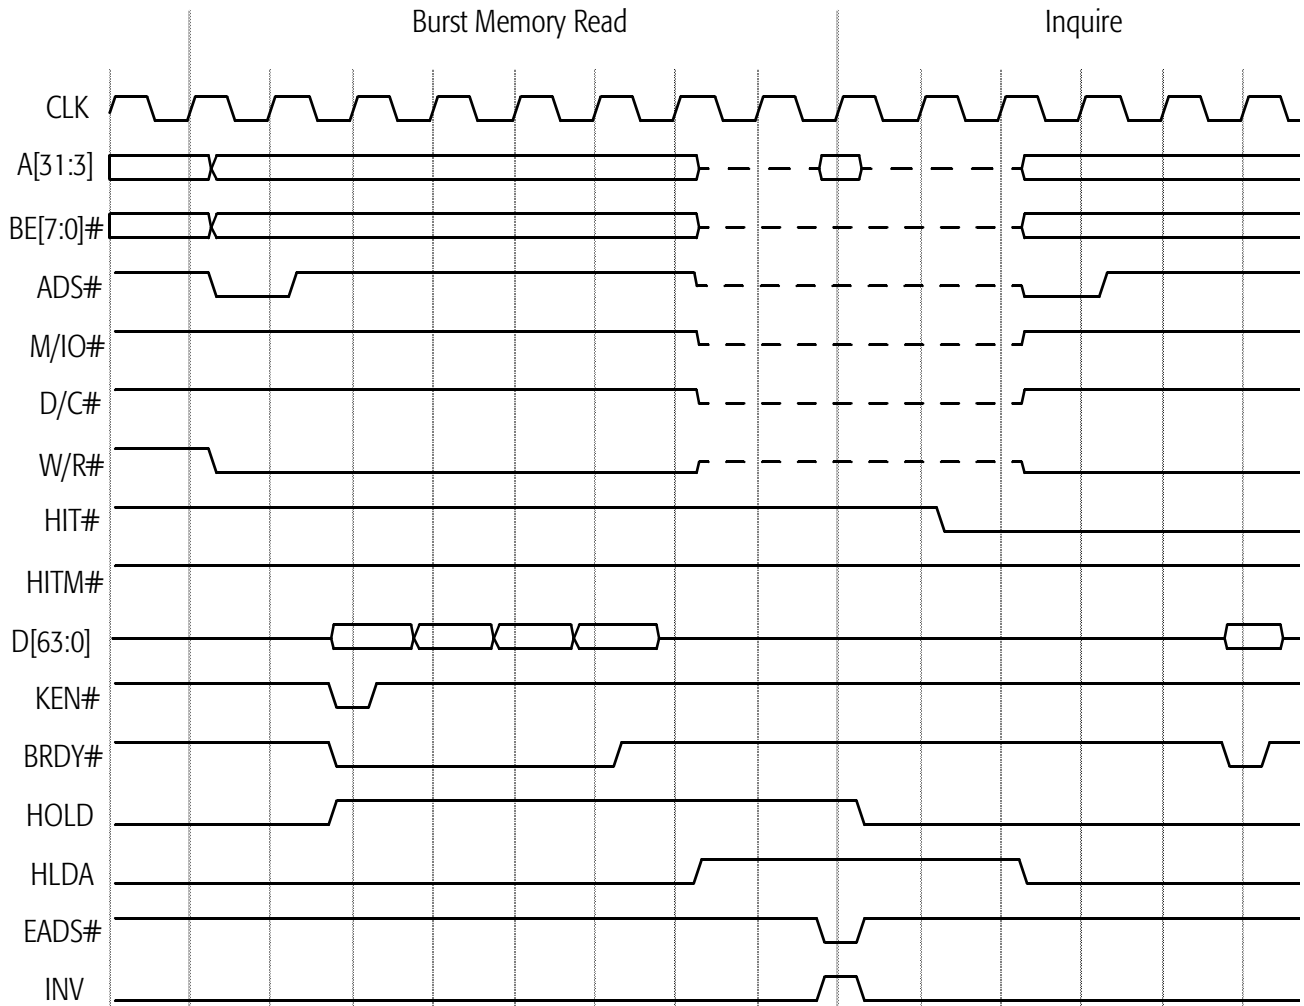 Burst Memory Read
Inquire
CLK
A[31:3]
BE[7:0]#
ADS#
M/IO#
D/C#
W/R#
HIT#
HITM#
D[63:0]
KEN#
BRDY#
HOLD
HLDA
EADS#
INV